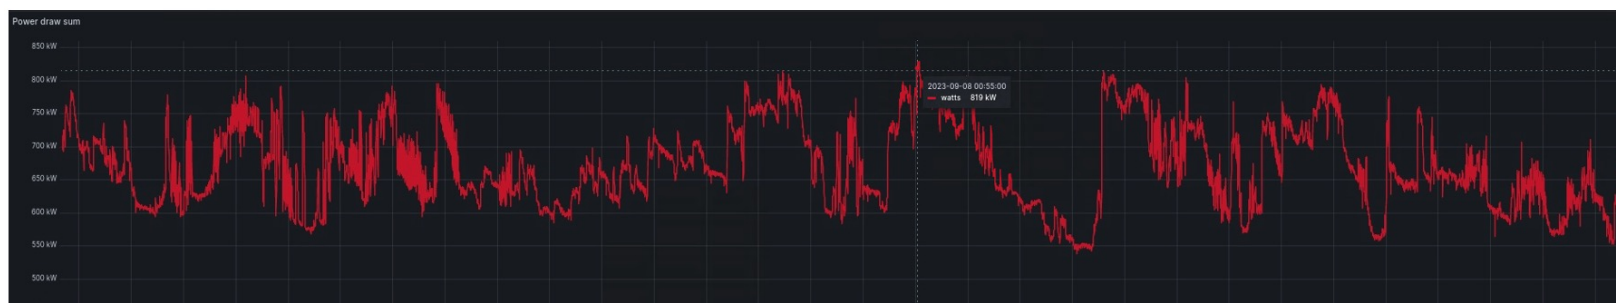 Power draw sum
850 kW
800 kW
2023-09-08 00:55:00
watts 819 kW
750 kW
700 kW
650 kW
600 kW
550 kW
500 kW